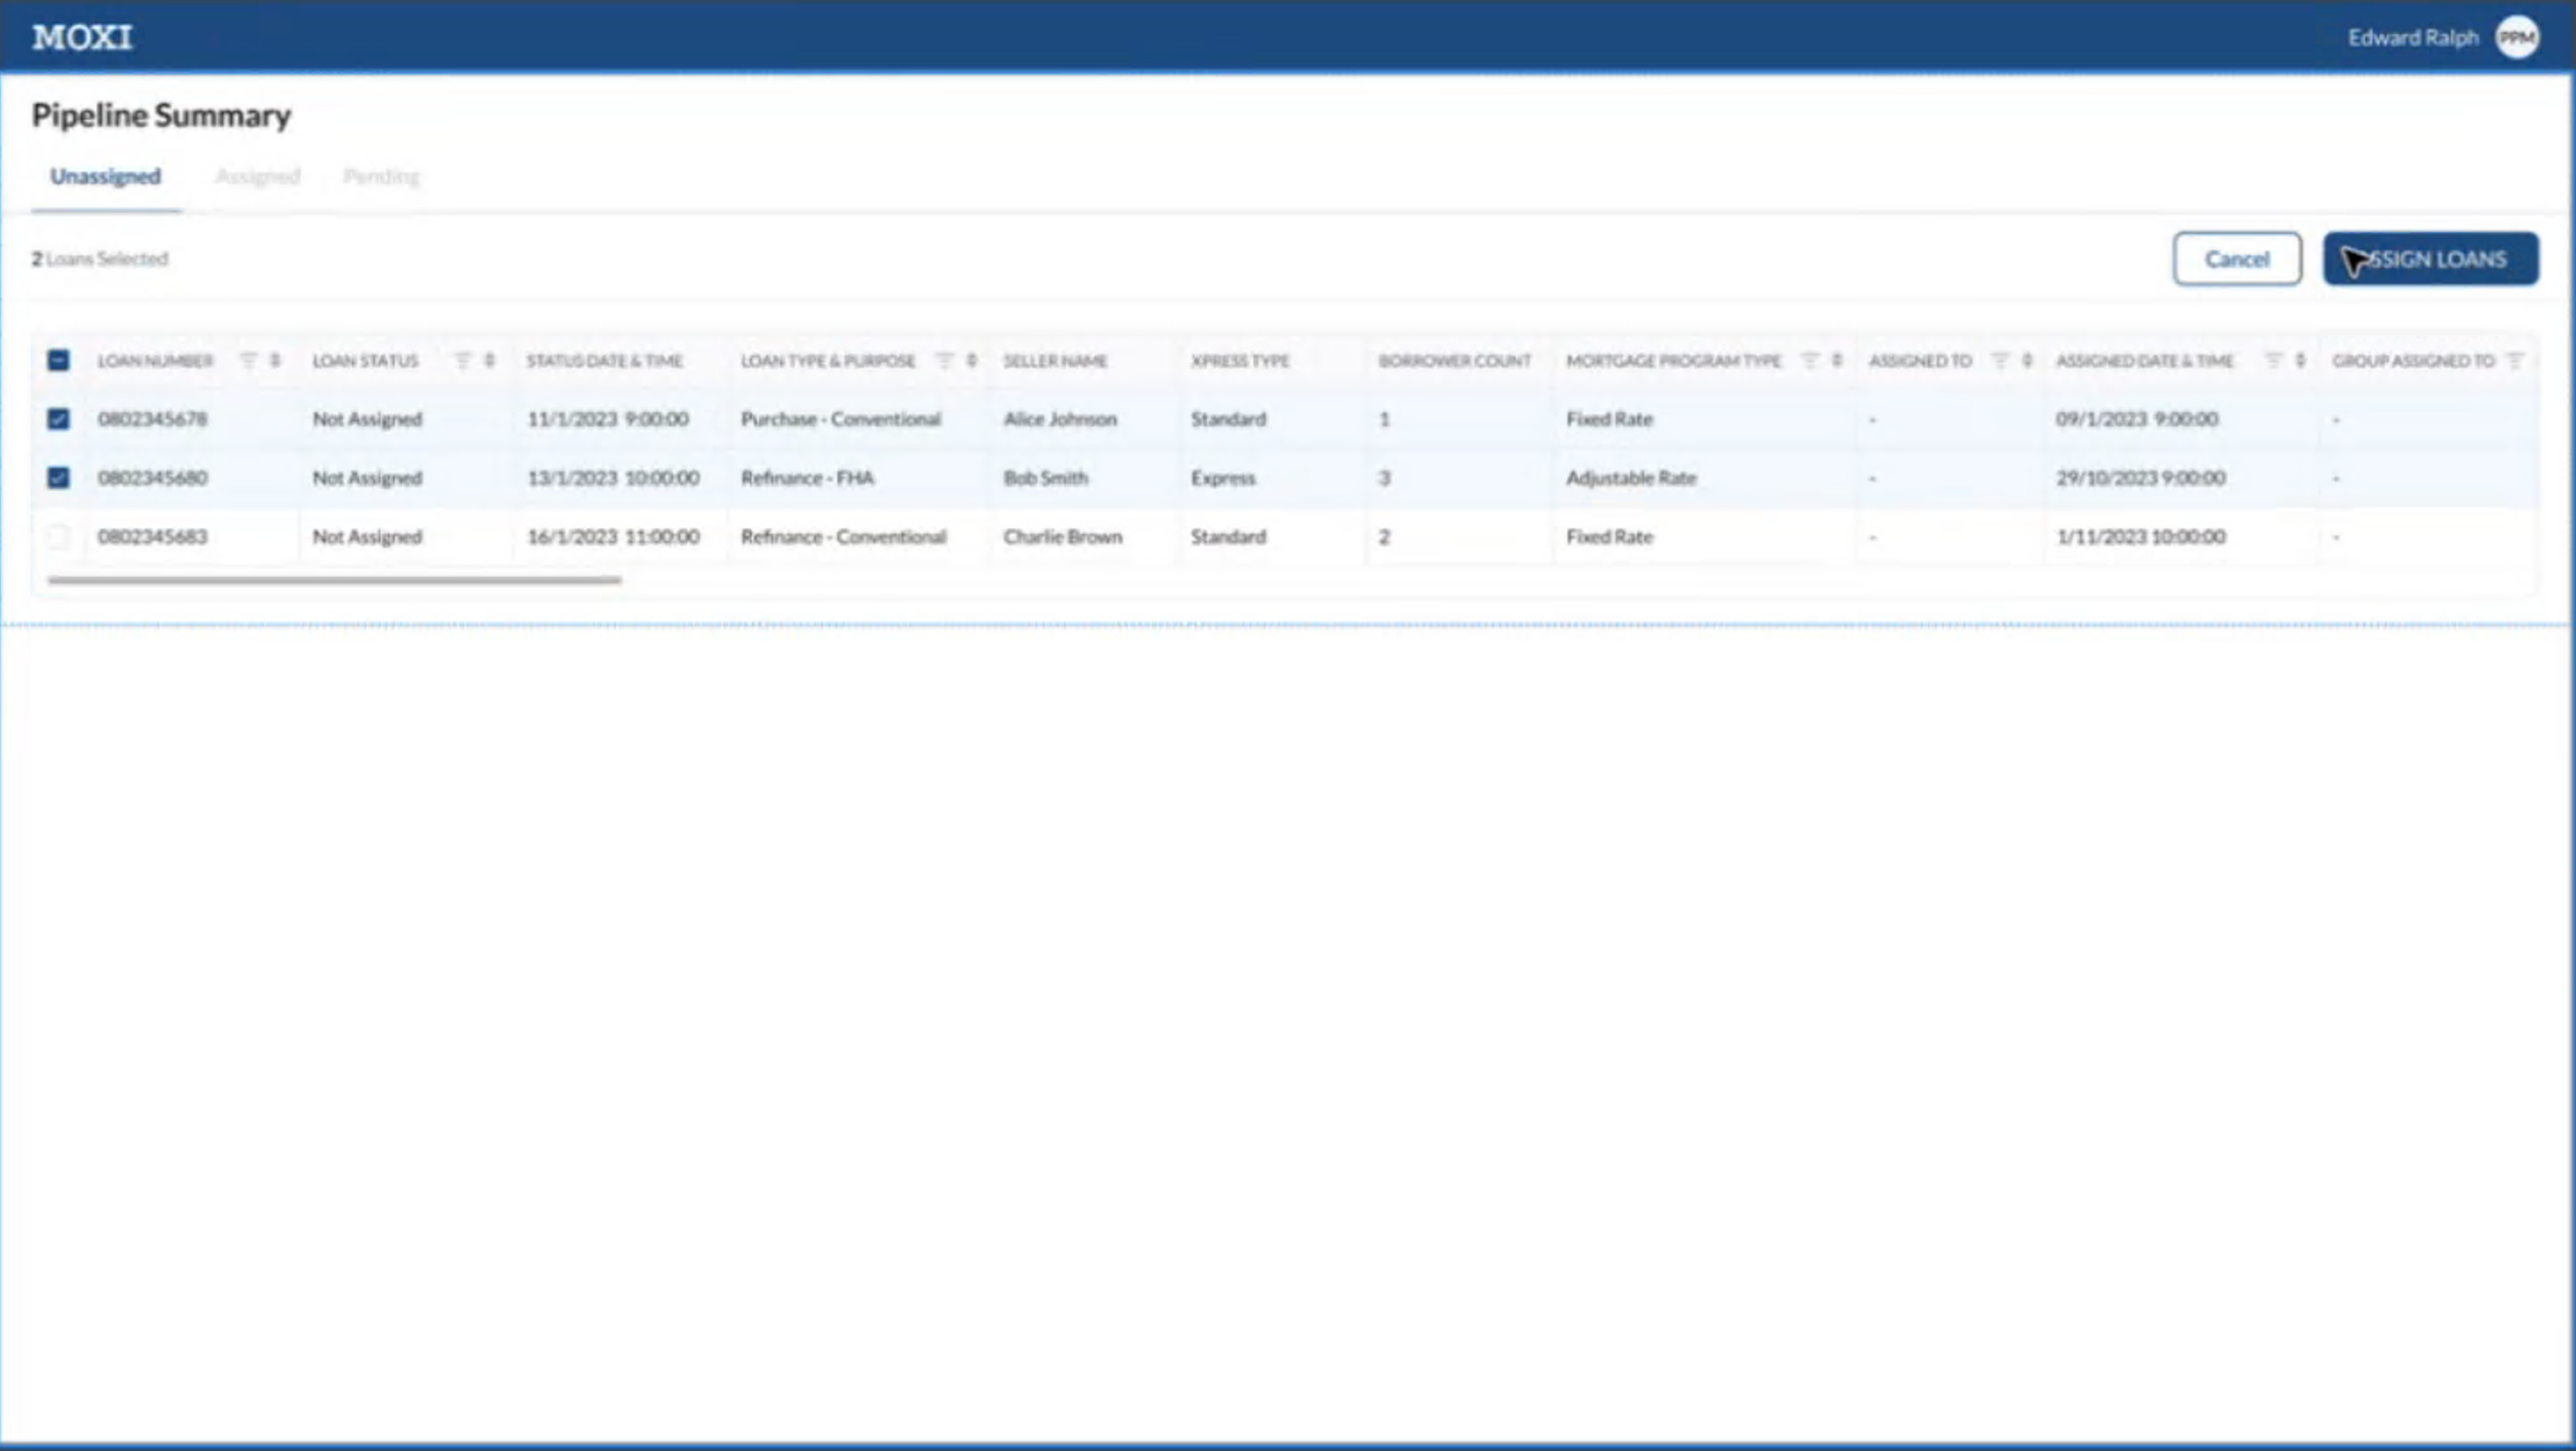 MOXI
Edward Ralph PPM
Pipeline Summary
Unassigned Assigned Pending
2 Loans Selected
Cancel SSIGN LOANS
LOAN NUMBER LOAN STATUS STATUS DATE & TIME LOAN TYPE & PURPOSE SELLER NAME XPRESS TYPE BORROWER COUNT MORTGAGE PROGRAM TYPE ASSIGNED TO ASSIGNED DATE & TIME GROUP ASSIGNED TO
0802345678 Not Assigned 11/1/2023 9:00:00 Purchase - Conventional Alice Johnson Standard 1 Fixed Rate - 09/1/2023 9:00:00 -
0802345680 Not Assigned 13/1/2023 10:00:00 Refinance - FHA Bob Smith Express 3 Adjustable Rate - 29/10/2023 9:00:00 -
0802345683 Not Assigned 16/1/2023 11:00:00 Refinance - Conventional Charlie Brown Standard 2 Fixed Rate - 1/11/2023 10:00:00 -